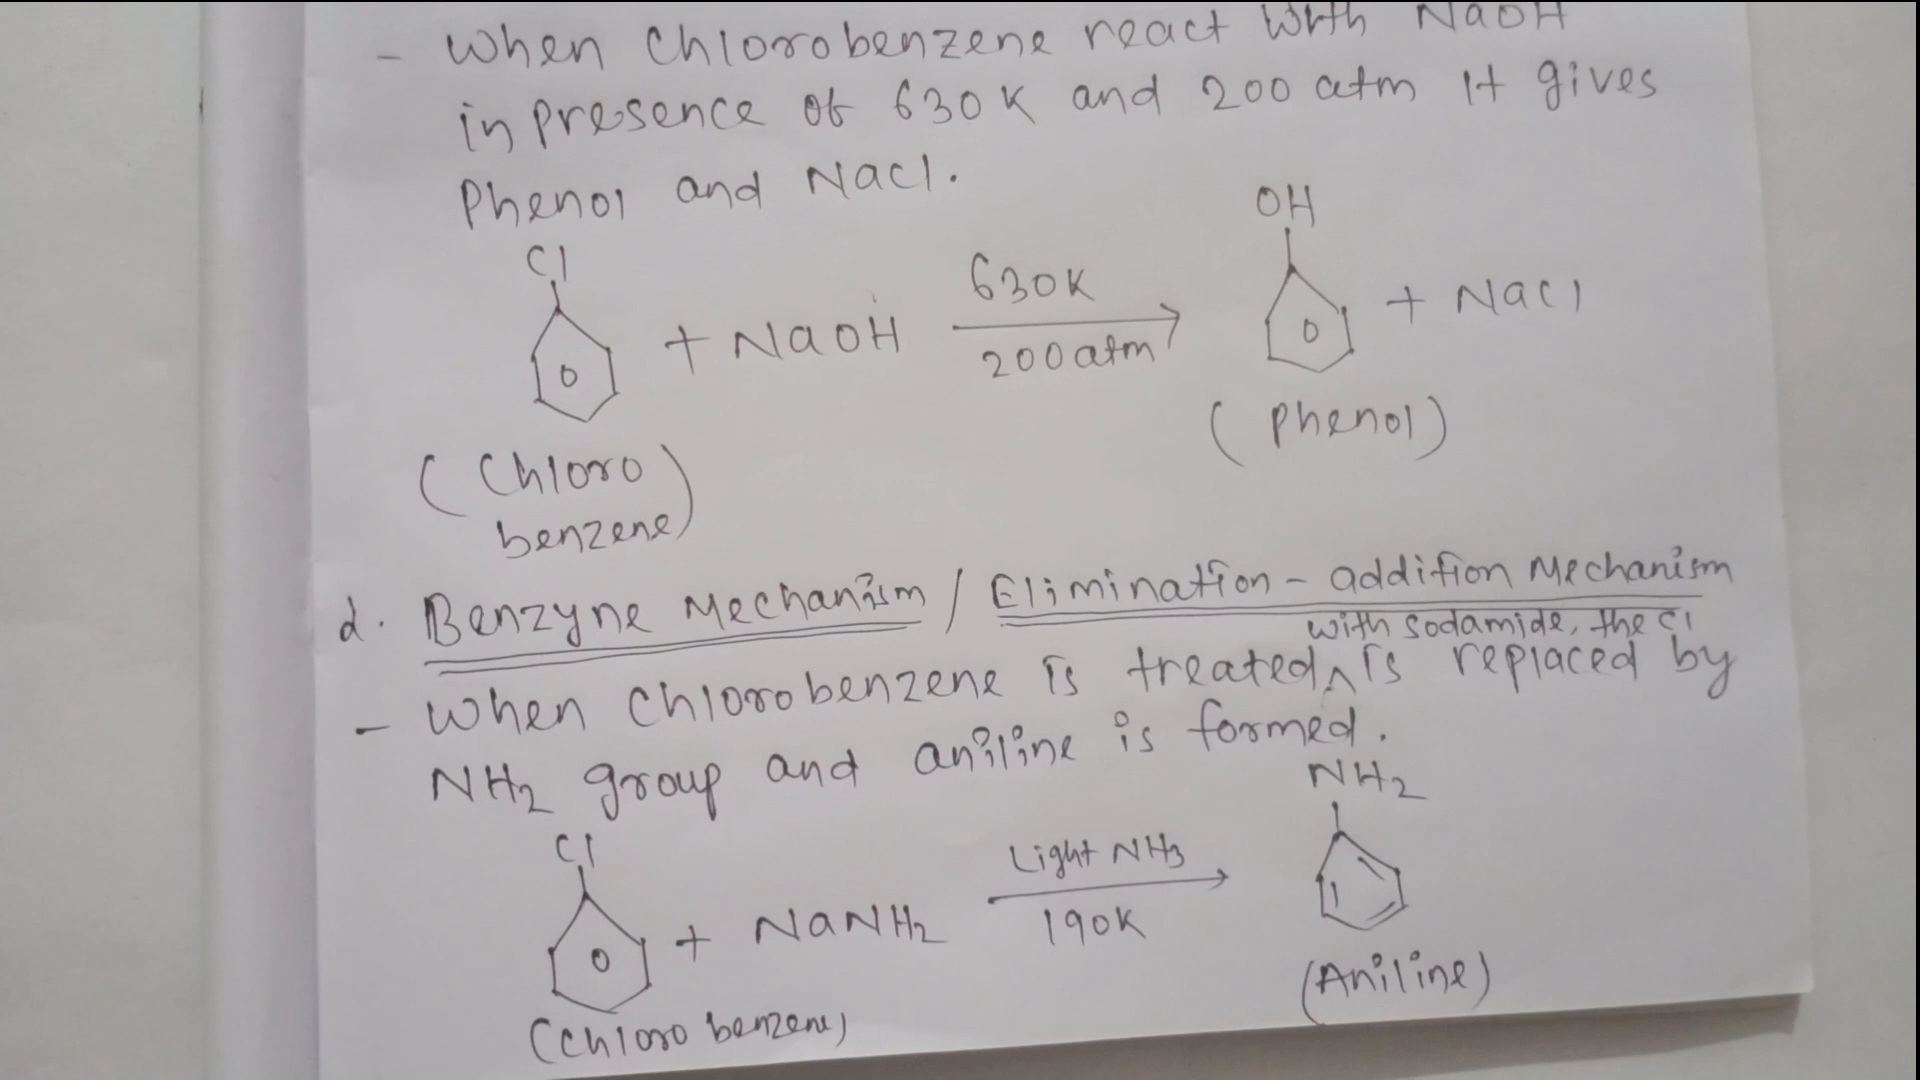 - When Chlorobenzene react with NaOH
in presence of 630K and 200 atm It gives
Phenol and NaCl.
OH
Cl
630K
+ NaOH
200 atm
+ NaCl
(Phenol)
(Chloro
benzene)
d. Benzyne Mechanism / Elimination - addition Mechanism
with sodamide, the Cl
- When Chlorobenzene is treated ^ is replaced by
NH2 group and aniline is formed.
NH2
Cl
Light NH3
+ NaNH2
190K
(Aniline)
(Chloro benzene)